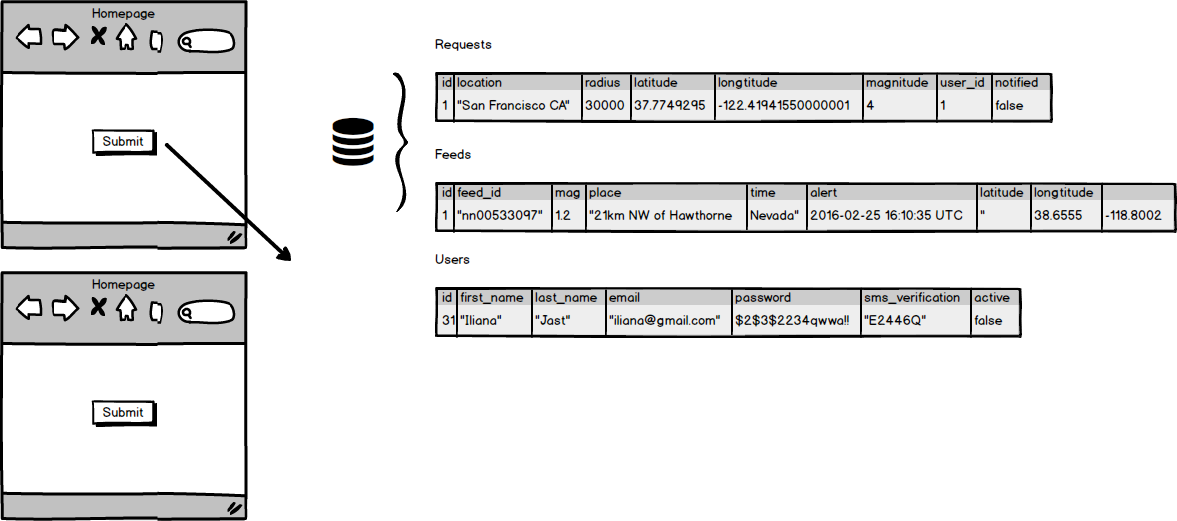 Homepage
Submit
Homepage
Submit
Requests
id location radius latitude longtitude magnitude user_id notified
1 "San Francisco CA" 30000 37.7749295 -122.41941550000001 4 1 false
Feeds
id feed_id mag place time alert latitude longtitude
1 "nn00533097" 1.2 "21km NW of Hawthorne Nevada" 2016-02-25 16:10:35 UTC " 38.6555 -118.8002
Users
id first_name last_name email password sms_verification active
31 "Iliana" "Jast" "iliana@gmail.com" $2$3$2234qwwa!! "E2446Q" false